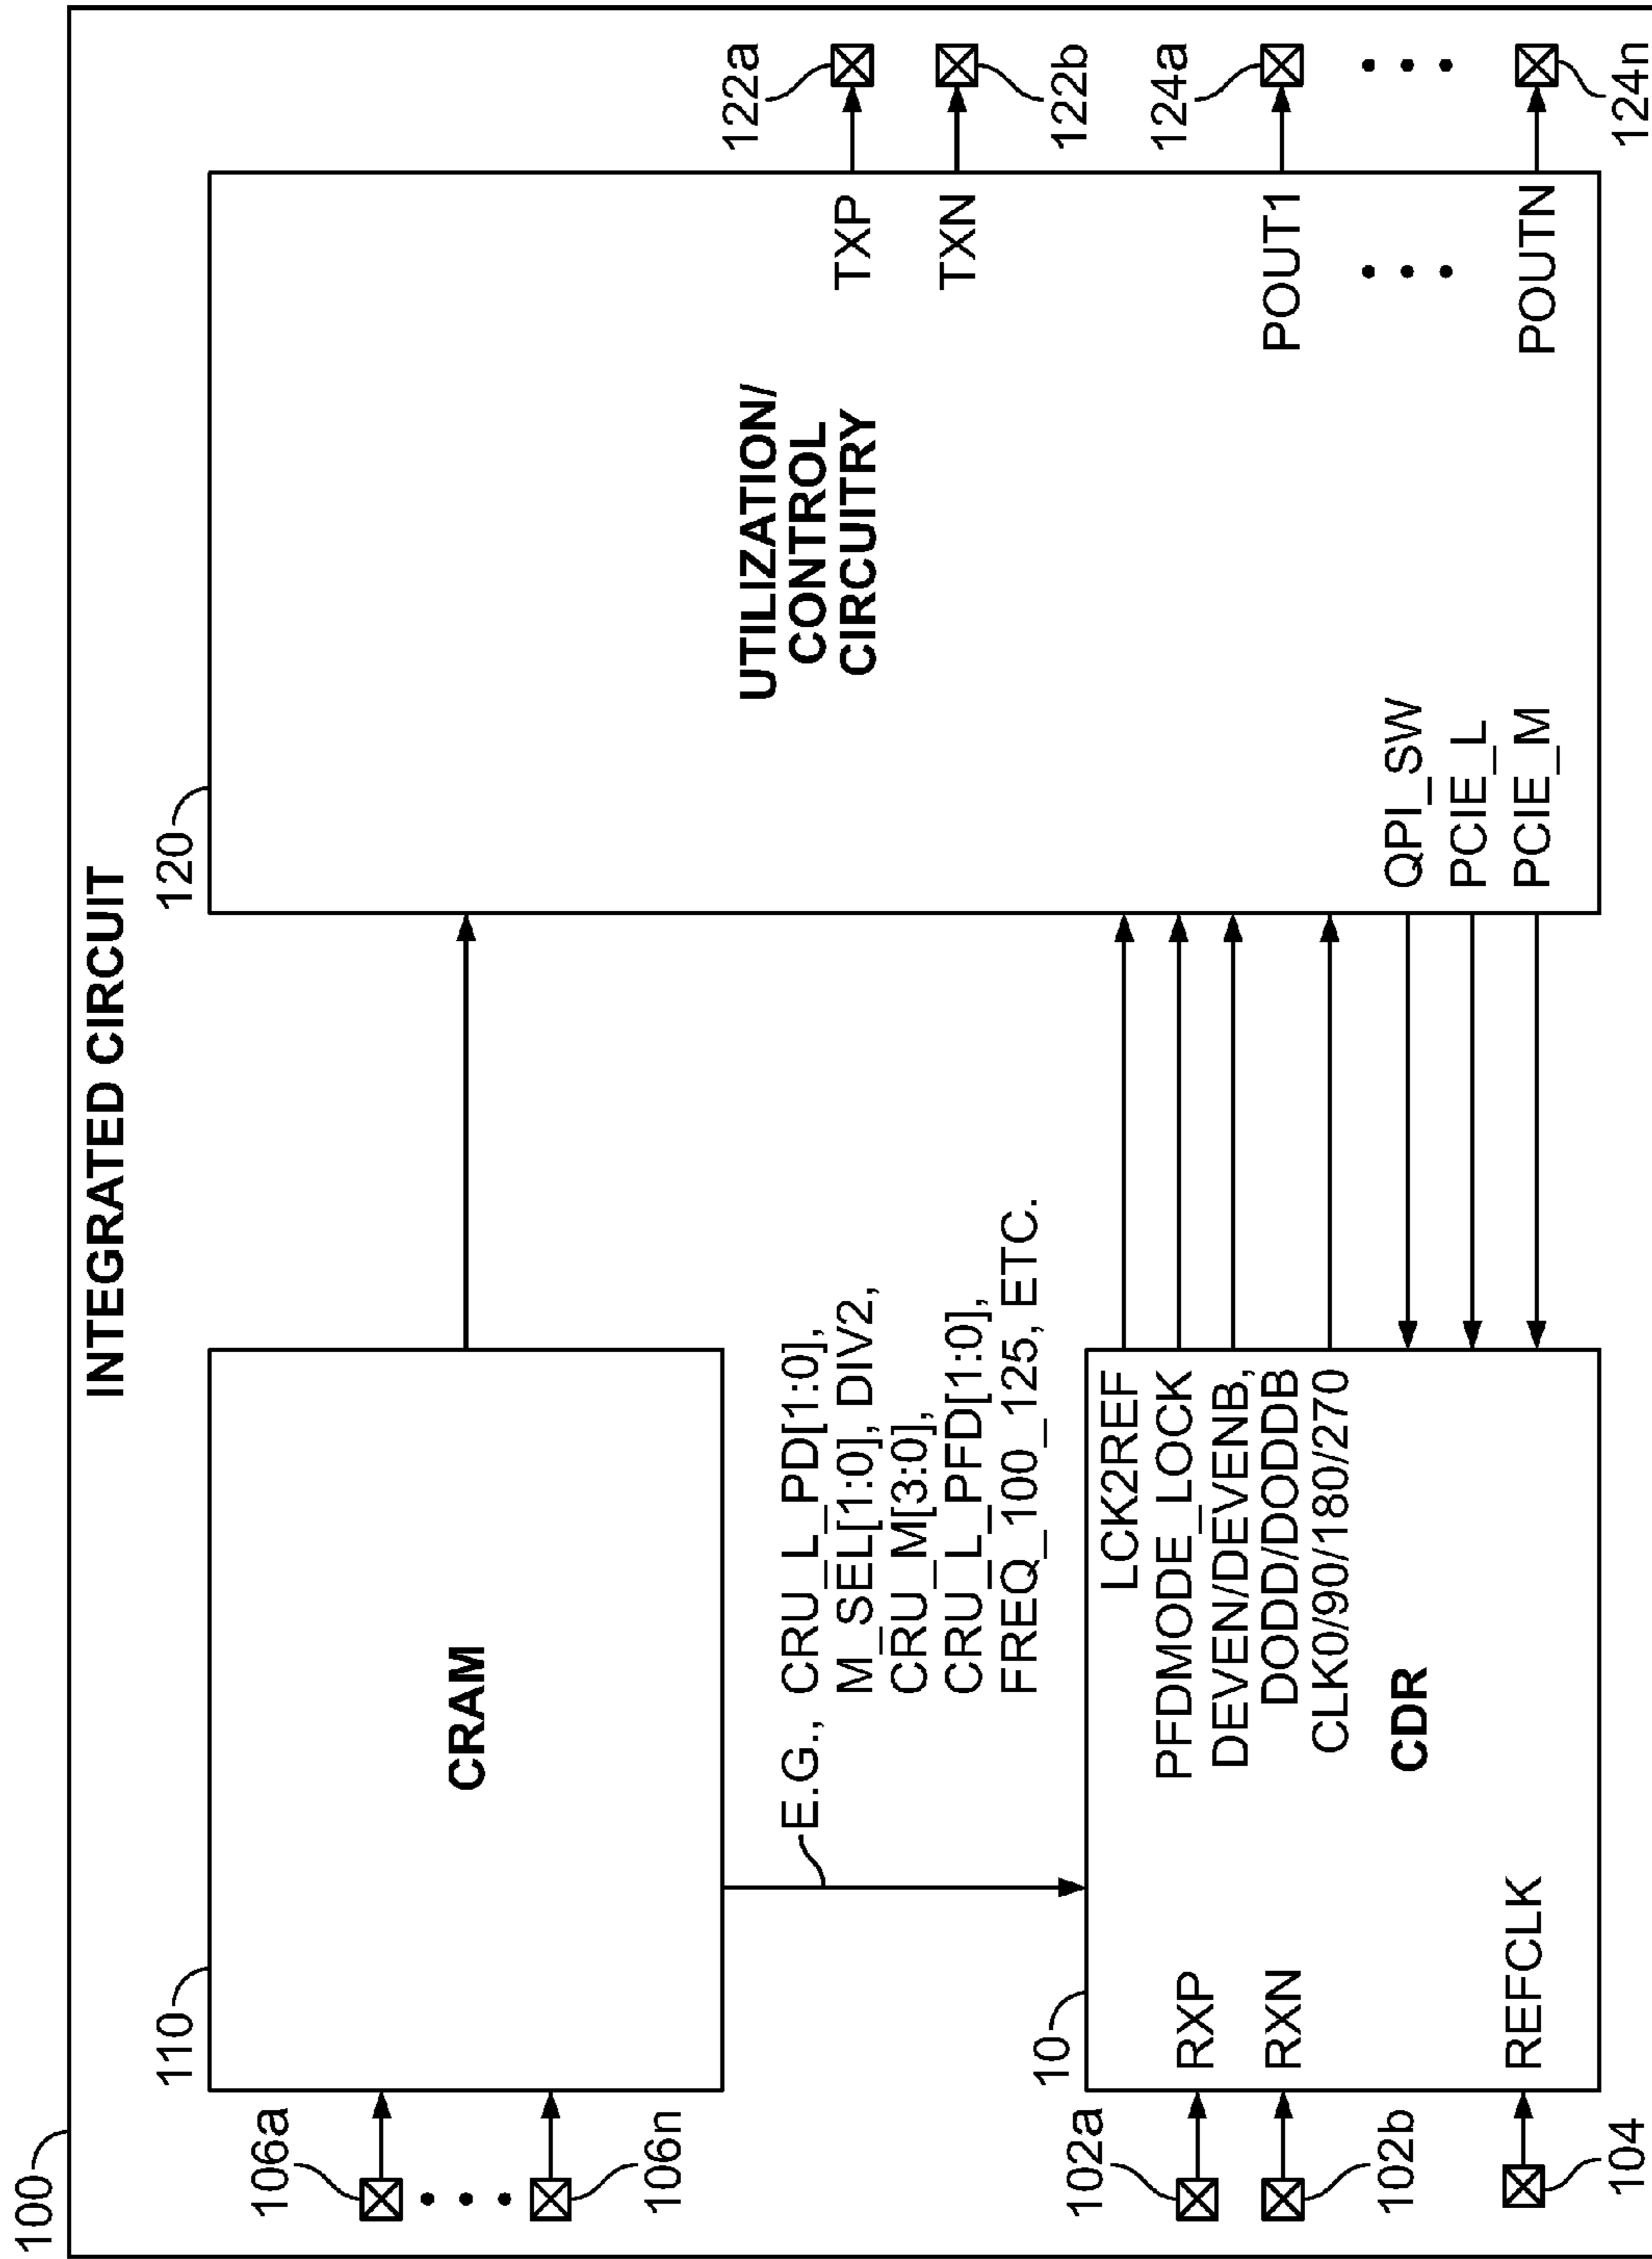 100
INTEGRATED CIRCUIT
110
CRAM
106a
106n
120
UTILIZATION/
CONTROL
CIRCUITRY
TXP
122a
TXN
122b
POUT1
124a
POUTN
124n
E.G., CRU_L_PD[1:0],
M_SEL[1:0], DIV2,
CRU_M[3:0],
CRU_L_PFD[1:0],
FREQ_100_125, ETC.
10
102a
RXP
RXN
102b
REFCLK
104
LCK2REF
PFDMODE_LOCK
DEVEN/DEVENB,
DODD/DODDB
CLK0/90/180/270
CDR
QPI_SW
PCIE_L
PCIE_M